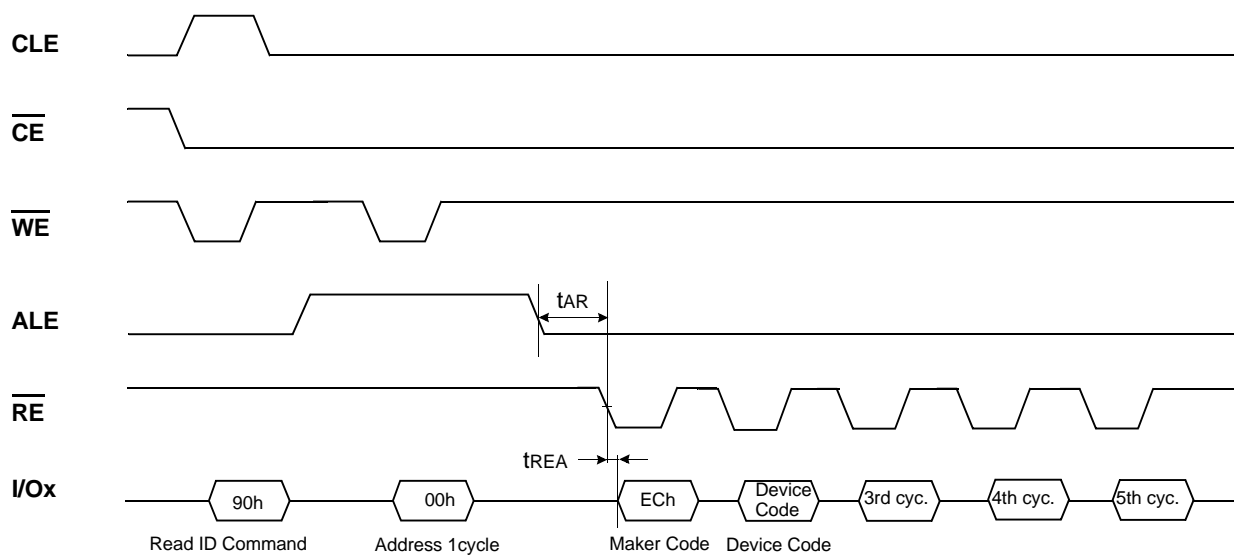 CLE
CE
WE
ALE
tAR
RE
tREA
I/Ox
90h
00h
ECh
Device
Code
3rd cyc.
4th cyc.
5th cyc.
Read ID Command
Address 1cycle
Maker Code
Device Code